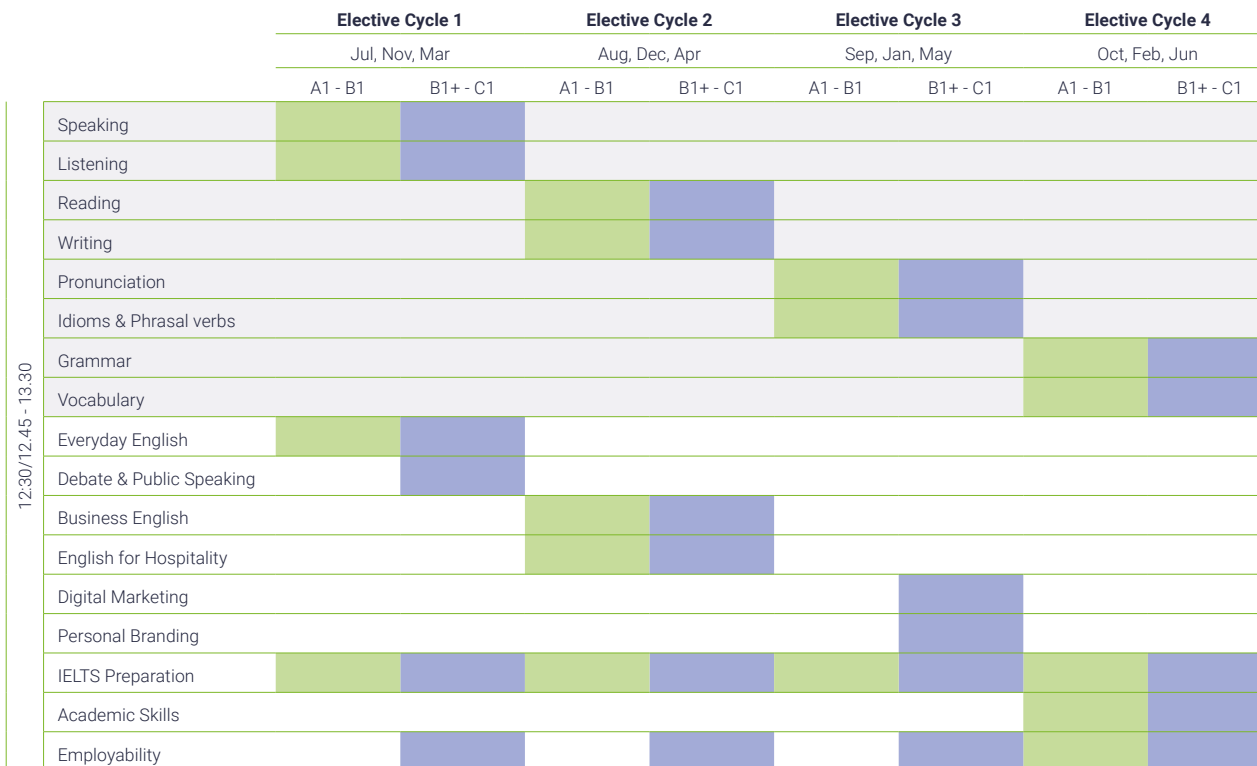 Elective Cycle 1 Elective Cycle 2 Elective Cycle 3 Elective Cycle 4
Jul, Nov, Mar Aug, Dec, Apr Sep, Jan, May Oct, Feb, Jun
A1 - B1 B1+ - C1 A1 - B1 B1+ - C1 A1 - B1 B1+ - C1 A1 - B1 B1+ - C1
12:30/12.45 - 13.30
Speaking
Listening
Reading
Writing
Pronunciation
Idioms & Phrasal verbs
Grammar
Vocabulary
Everyday English
Debate & Public Speaking
Business English
English for Hospitality
Digital Marketing
Personal Branding
IELTS Preparation
Academic Skills
Employability